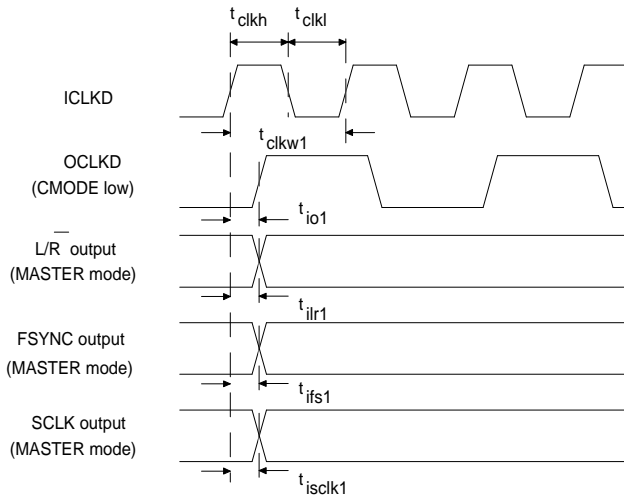 t clkh t clkl
ICLKD
t clkw1
OCLKD
(CMODE low)
t io1
L/R̅ output
(MASTER mode)
t ilr1
FSYNC output
(MASTER mode)
t ifs1
SCLK output
(MASTER mode)
t isclk1